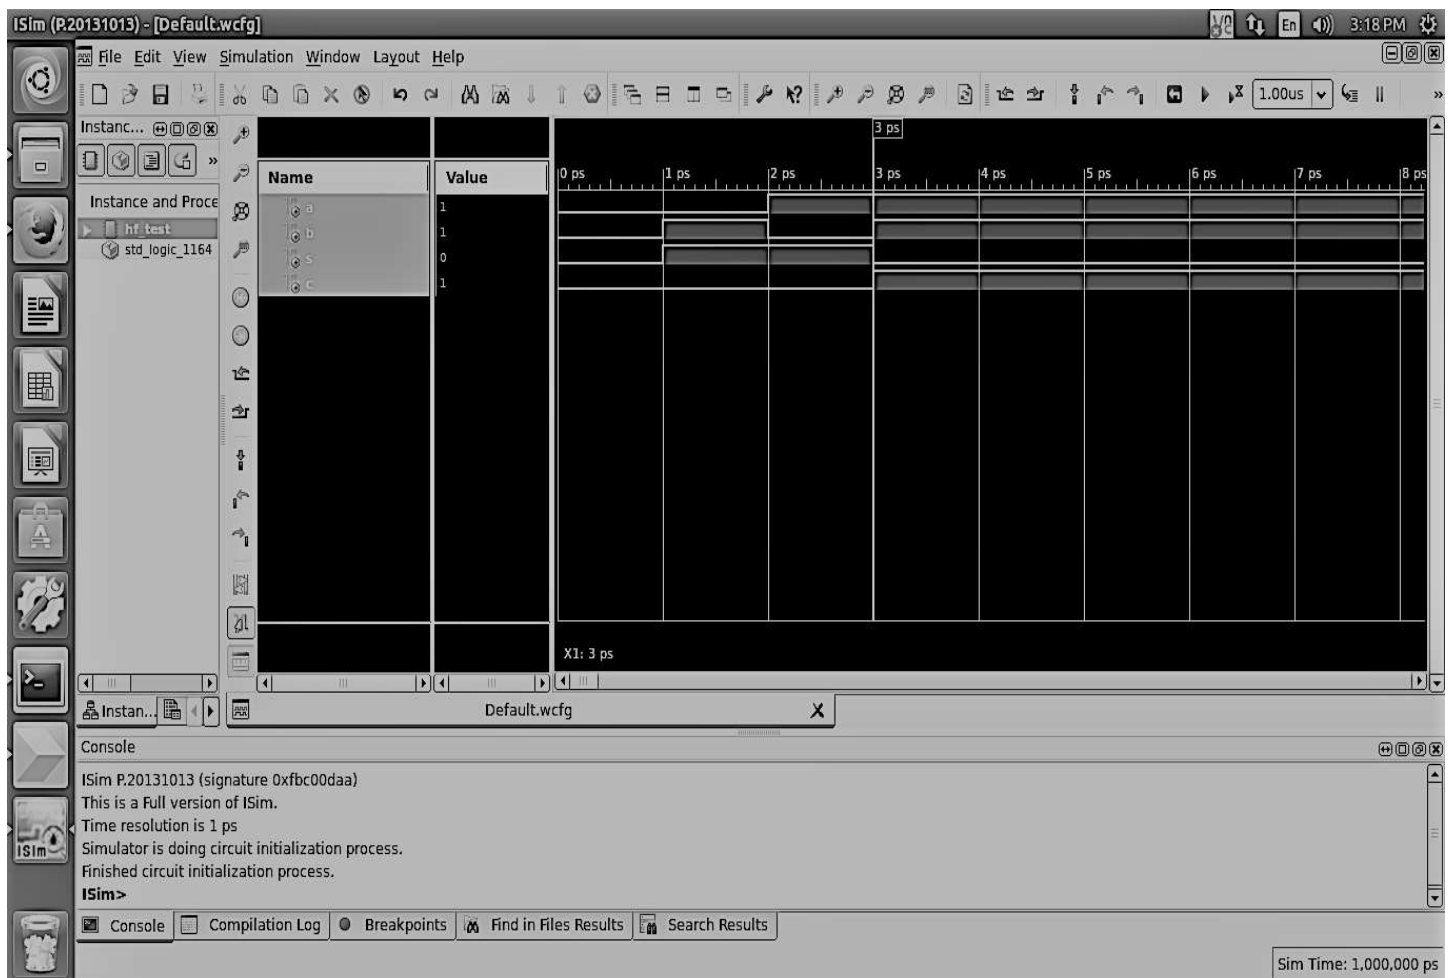 ISim (P.20131013) - [Default.wcfg]
En 3:18 PM
File Edit View Simulation Window Layout Help
1.00us
»
Instanc...
3 ps
»
Name Value
0 ps 1 ps 2 ps 3 ps 4 ps 5 ps 6 ps 7 ps 8 ps
Instance and Proce
hf_test
std_logic_1164
a 1
b 1
s 0
c 1
X1: 3 ps
Instan...
Default.wcfg
Console
ISim P.20131013 (signature 0xfbc00daa)
This is a Full version of ISim.
Time resolution is 1 ps
Simulator is doing circuit initialization process.
Finished circuit initialization process.
ISim>
ISim
Console Compilation Log Breakpoints Find in Files Results Search Results
Sim Time: 1,000,000 ps